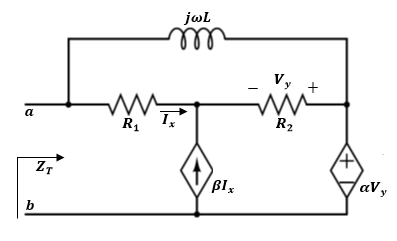 jωL
− V_y +
a
R_1 I_x R_2
Z_T βI_x + − αV_y
b